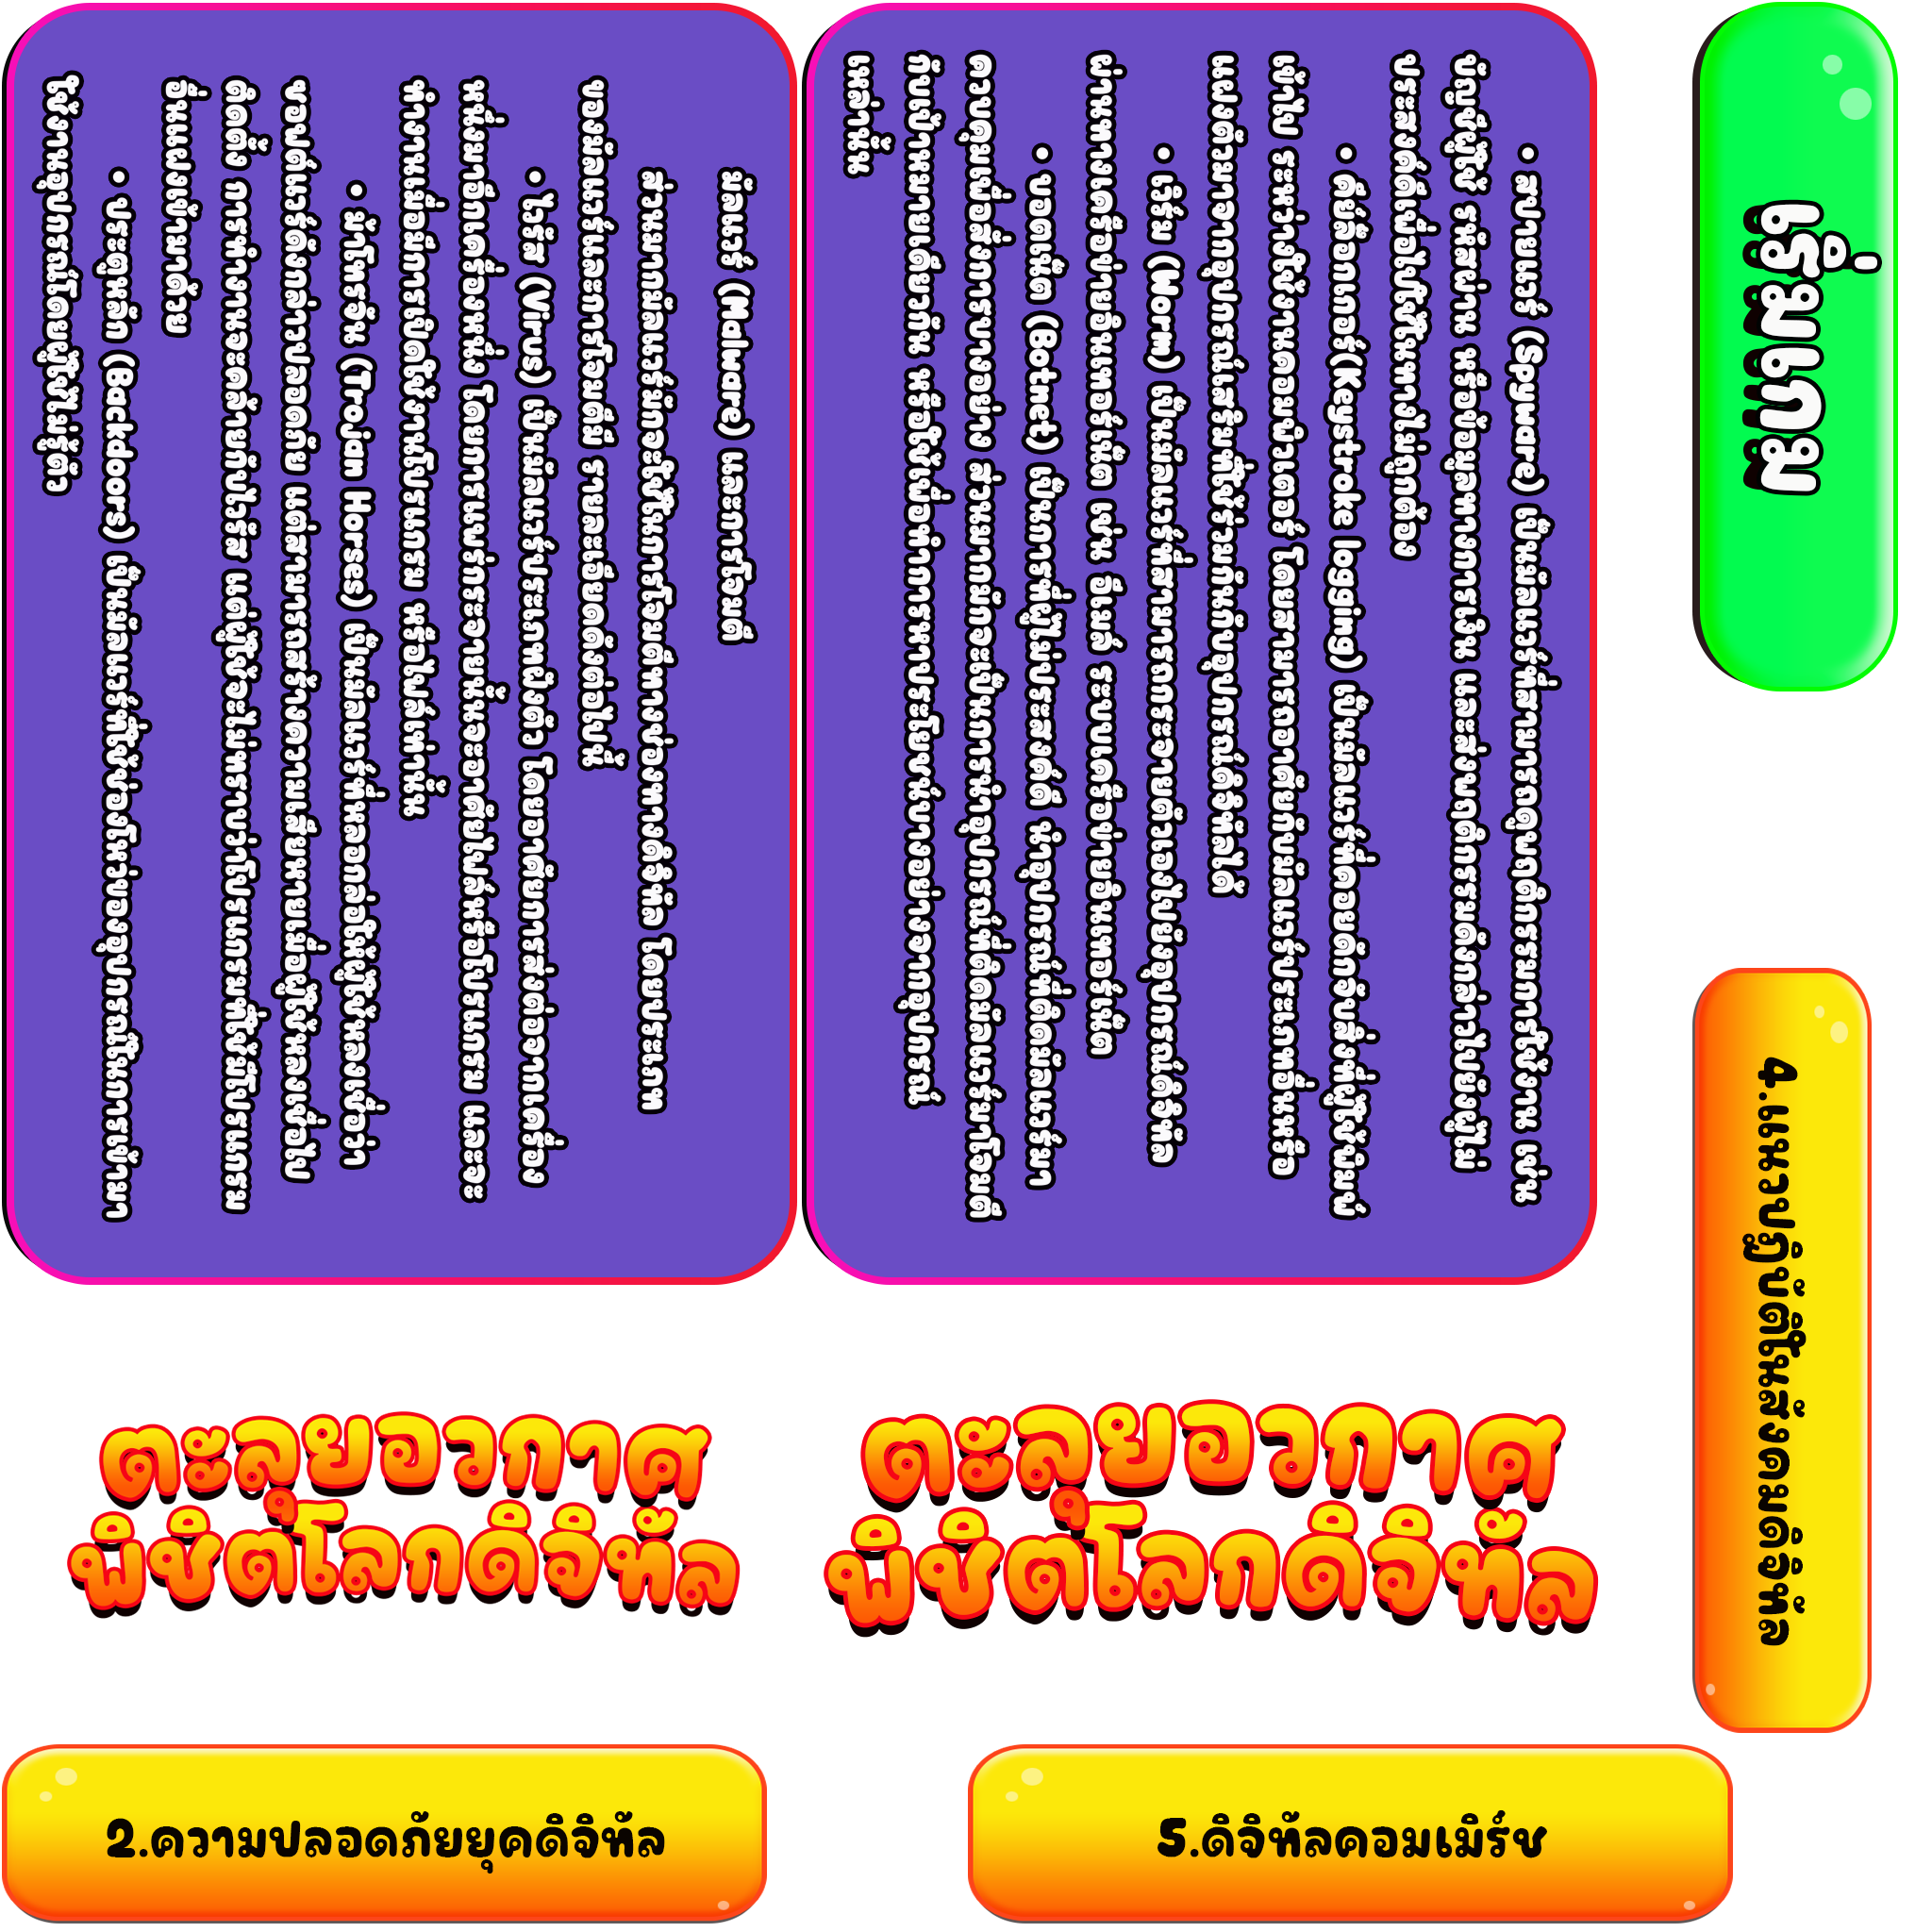 มัลแวร์ (Malware) และการโจมตี
ส่วนมากมัลแวร์มักจะใช้ในการโจมตีทางช่องทางดิจิทัล โดยประเภท
ของมัลแวร์และการโจมตีมี รายละเอียดดังต่อไปนี้
• ไวรัส (Virus) เป็นมัลแวร์ประเภทฝังตัว โดยอาศัยการส่งต่อจากเครื่อง
หนึ่งมาอีกเครื่องหนึ่ง โดยการแพร่กระจายนั้นจะอาศัยไฟล์หรือโปรแกรม และจะ
ทำงานเมื่อมีการเปิดใช้งานโปรแกรม หรือไฟล์เท่านั้น
• ม้าโทรจัน (Trojan Horses) เป็นมัลแวร์ที่หลอกล่อให้ผู้ใช้หลงเชื่อว่า
ซอฟต์แวร์ดังกล่าวปลอดภัย แต่สามารถสร้างความเสียหายเมื่อผู้ใช้หลงเชื่อไป
ติดตั้ง การทำงานจะคล้ายกับไวรัส แต่ผู้ใช้จะไม่ทราบว่าโปรแกรมที่ใช้มีโปรแกรม
อื่นแฝงเข้ามาด้วย
• ประตูหลัก (Backdoors) เป็นมัลแวร์ที่ใช้ช่องโหว่ของอุปกรณ์ในการเข้ามา
ใช้งานอุปกรณ์โดยผู้ใช้ไม่รู้ตัว
• สปายแวร์ (Spyware) เป็นมัลแวร์ที่สามารถดูพฤติกรรมการใช้งาน เช่น
บัญชีผู้ใช้ รหัสผ่าน หรือข้อมูลทางการเงิน และส่งพฤติกรรมดังกล่าวไปยังผู้ไม่
ประสงค์ดีเพื่อไปใช้ในทางไม่ถูกต้อง
• คีย์ล็อกเกอร์(Keystroke logging) เป็นมัลแวร์ที่คอยดักจับสิ่งที่ผู้ใช้พิมพ์
เข้าไป ระหว่างใช้งานคอมพิวเตอร์ โดยสามารถอาศัยกับมัลแวร์ประเภทอื่นหรือ
แฝงตัวมาจากอุปกรณ์เสริมที่ใช้ร่วมกันกับอุปกรณ์ดิจิทัลได้
• เวิร์ม (Worm) เป็นมัลแวร์ที่สามารถกระจายตัวเองไปยังอุปกรณ์ดิจิทัล
ผ่านทางเครือข่ายอินเทอร์เน็ต เช่น อีเมล์ ระบบเครือข่ายอินเทอร์เน็ต
• บอตเน็ต (Botnet) เป็นการที่ผู้ไม่ประสงค์ดี นำอุปกรณ์ที่ติดมัลแวร์มา
ควบคุมเพื่อสั่งการบางอย่าง ส่วนมากมักจะเป็นการนำอุปกรณ์ที่ติดมัลแวร์มาโจมตี
กับเป้าหมายเดียวกัน หรือใช้เพื่อทำการหาประโยชน์บางอย่างจากอุปกรณ์
เหล่านั้น
เริ่มเกม
4.แนวปฏิบัติในสังคมดิจิทัล
ตะลุยอวกาศ
พิชิตโลกดิจิทัล
ตะลุยอวกาศ
พิชิตโลกดิจิทัล
2.ความปลอดภัยยุคดิจิทัล
5.ดิจิทัลคอมเมิร์ช